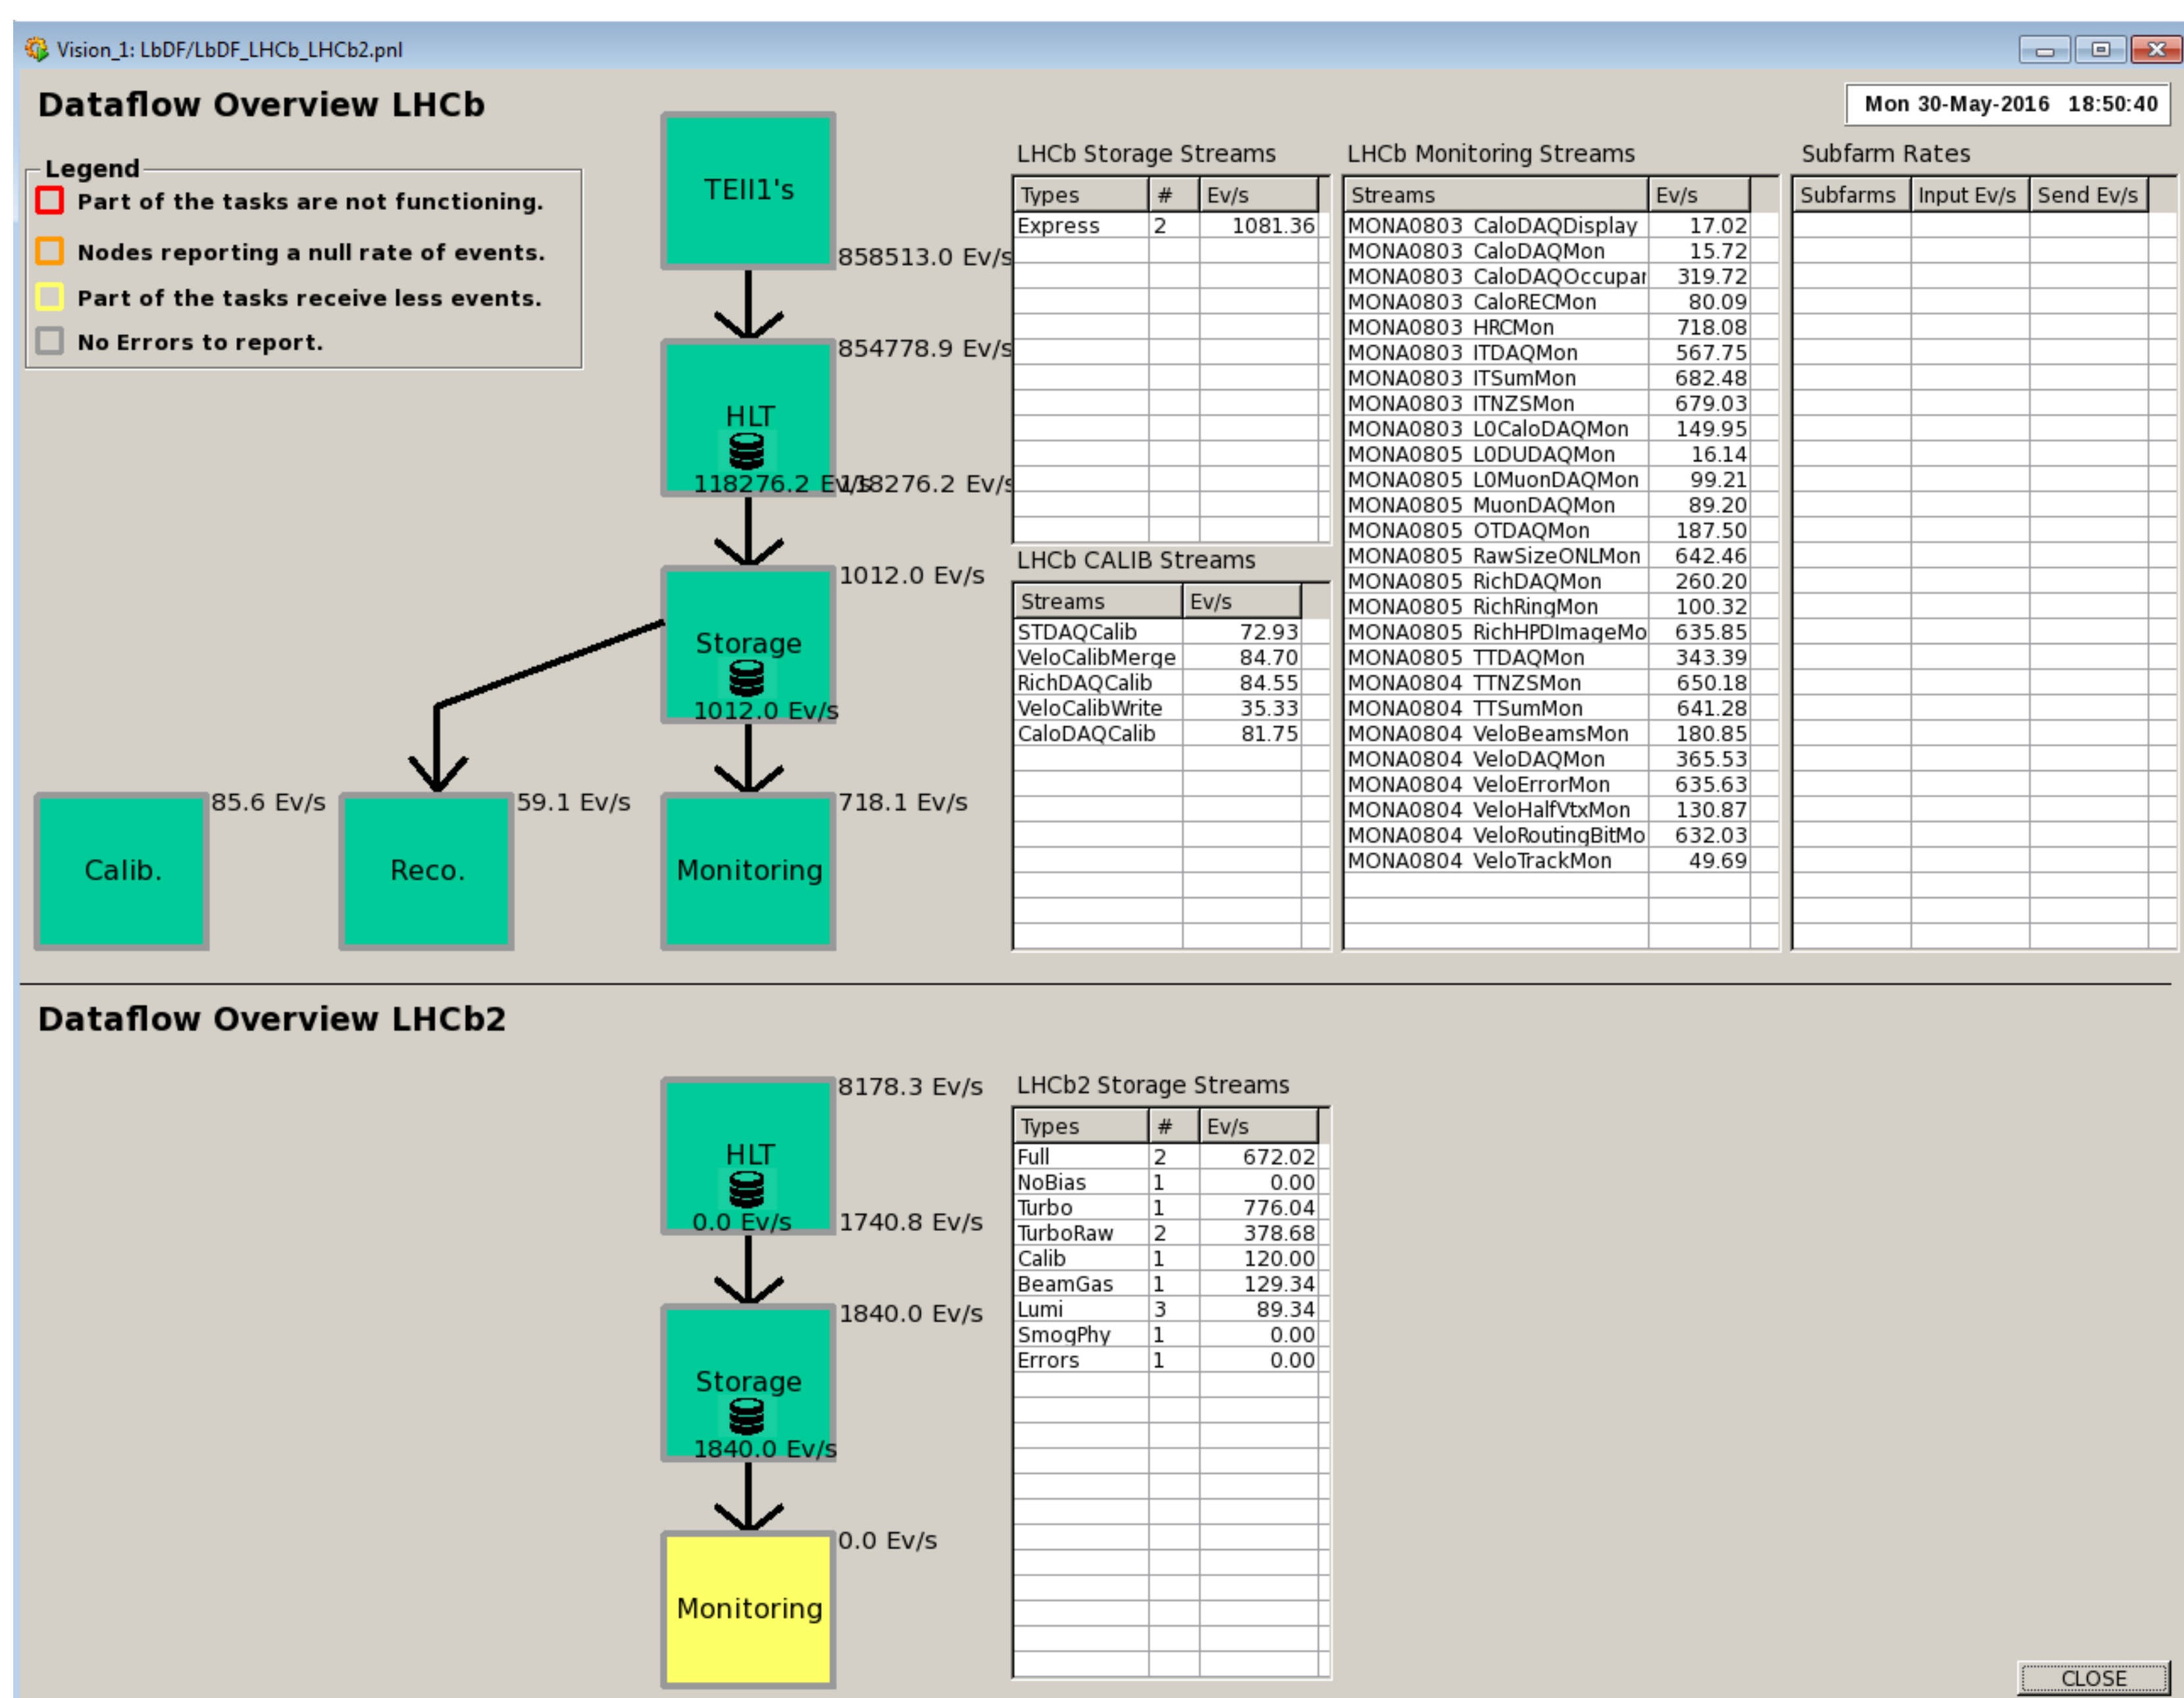 Vision_1: LbDF/LbDF_LHCb_LHCb2.pnl
Dataflow Overview LHCb
Mon 30-May-2016 18:50:40
Legend
Part of the tasks are not functioning.
Nodes reporting a null rate of events.
Part of the tasks receive less events.
No Errors to report.
TEll1's
858513.0 Ev/s
854778.9 Ev/s
HLT
118276.2 Ev/s
118276.2 Ev/s
1012.0 Ev/s
Storage
1012.0 Ev/s
85.6 Ev/s
59.1 Ev/s
718.1 Ev/s
Calib.
Reco.
Monitoring
LHCb Storage Streams
Types # Ev/s
Express 2 1081.36
LHCb CALIB Streams
Streams Ev/s
STDAQCalib 72.93
VeloCalibMerge 84.70
RichDAQCalib 84.55
VeloCalibWrite 35.33
CaloDAQCalib 81.75
LHCb Monitoring Streams
Streams Ev/s
MONA0803 CaloDAQDisplay 17.02
MONA0803 CaloDAQMon 15.72
MONA0803 CaloDAQOccupar 319.72
MONA0803 CaloRECMon 80.09
MONA0803 HRCMon 718.08
MONA0803 ITDAQMon 567.75
MONA0803 ITSumMon 682.48
MONA0803 ITNZSMon 679.03
MONA0803 L0CaloDAQMon 149.95
MONA0805 L0DUDAQMon 16.14
MONA0805 L0MuonDAQMon 99.21
MONA0805 MuonDAQMon 89.20
MONA0805 OTDAQMon 187.50
MONA0805 RawSizeONLMon 642.46
MONA0805 RichDAQMon 260.20
MONA0805 RichRingMon 100.32
MONA0805 RichHPDImageMo 635.85
MONA0805 TTDAQMon 343.39
MONA0804 TTNZSMon 650.18
MONA0804 TTSumMon 641.28
MONA0804 VeloBeamsMon 180.85
MONA0804 VeloDAQMon 365.53
MONA0804 VeloErrorMon 635.63
MONA0804 VeloHalfVtxMon 130.87
MONA0804 VeloRoutingBitMo 632.03
MONA0804 VeloTrackMon 49.69
Subfarm Rates
Subfarms Input Ev/s Send Ev/s
Dataflow Overview LHCb2
8178.3 Ev/s
HLT
0.0 Ev/s
1740.8 Ev/s
1840.0 Ev/s
Storage
1840.0 Ev/s
0.0 Ev/s
Monitoring
LHCb2 Storage Streams
Types # Ev/s
Full 2 672.02
NoBias 1 0.00
Turbo 1 776.04
TurboRaw 2 378.68
Calib 1 120.00
BeamGas 1 129.34
Lumi 3 89.34
SmogPhy 1 0.00
Errors 1 0.00
CLOSE